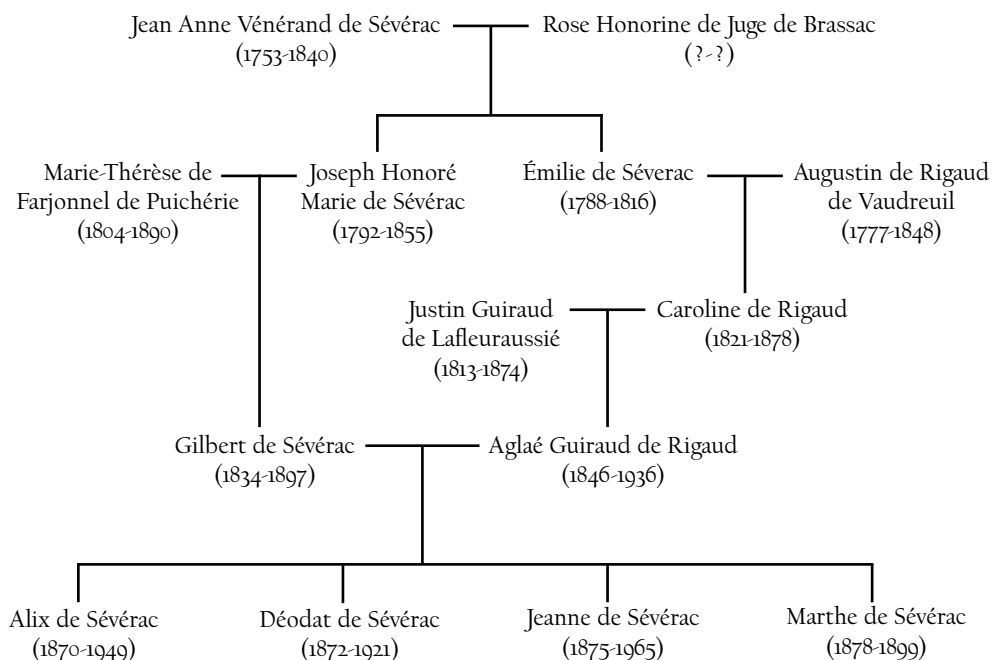 Jean Anne Vénérand de Sévérac Rose Honorine de Juge de Brassac
(1753-1840) (?-?)
Marie-Thérèse de Joseph Honoré Émilie de Séverac Augustin de Rigaud
Farjonnel de Puichérie Marie de Sévérac (1788-1816) de Vaudreuil
(1804-1890) (1792-1855) (1777-1848)
Justin Guiraud Caroline de Rigaud
de Lafleuraussié (1821-1878)
(1813-1874)
Gilbert de Sévérac Aglaé Guiraud de Rigaud
(1834-1897) (1846-1936)
Alix de Sévérac Déodat de Sévérac Jeanne de Sévérac Marthe de Sévérac
(1870-1949) (1872-1921) (1875-1965) (1878-1899)